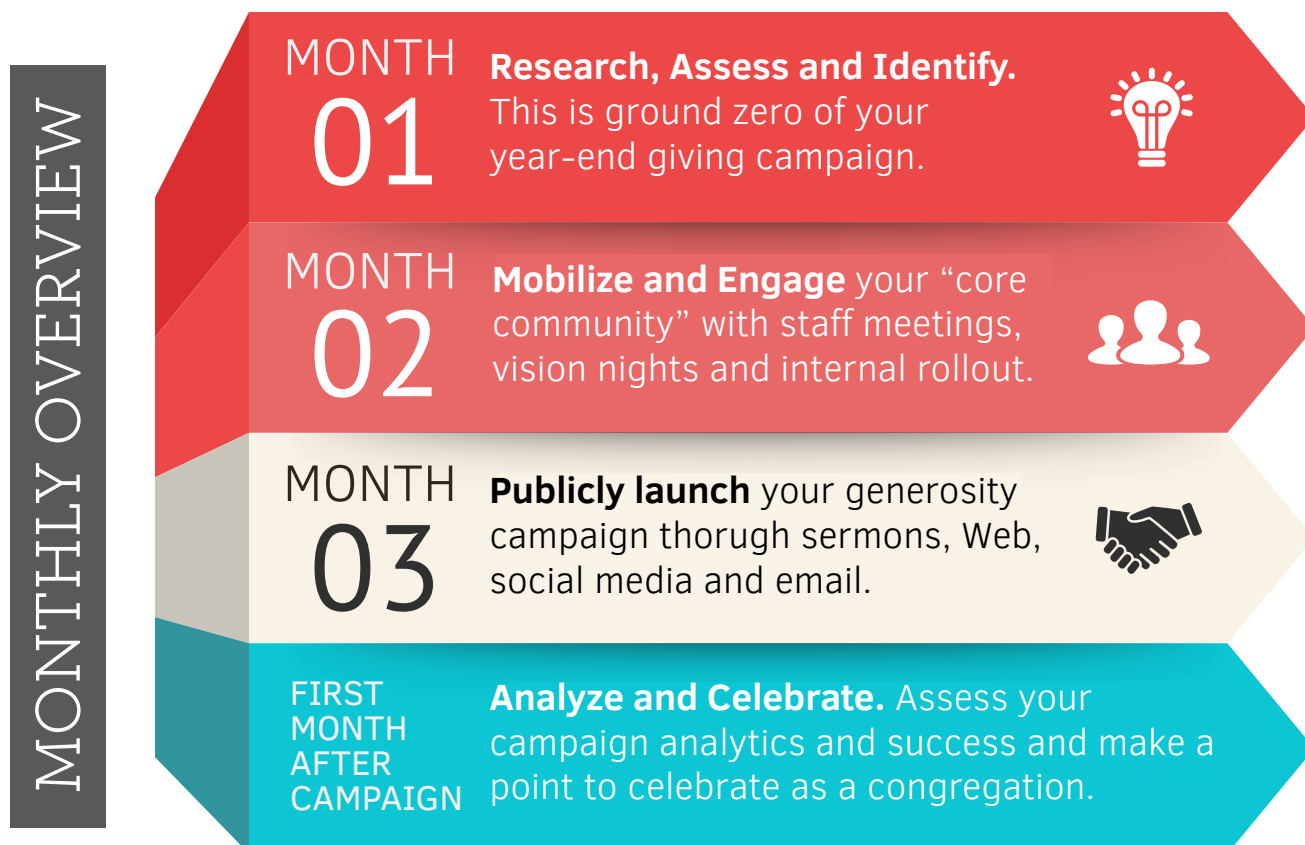 MONTHLY OVERVIEW
MONTH
01
Research, Assess and Identify.
This is ground zero of your
year-end giving campaign.
MONTH
02
Mobilize and Engage your “core
community” with staff meetings,
vision nights and internal rollout.
MONTH
03
Publicly launch your generosity
campaign thorugh sermons, Web,
social media and email.
FIRST
MONTH
AFTER
CAMPAIGN
Analyze and Celebrate. Assess your
campaign analytics and success and make a
point to celebrate as a congregation.